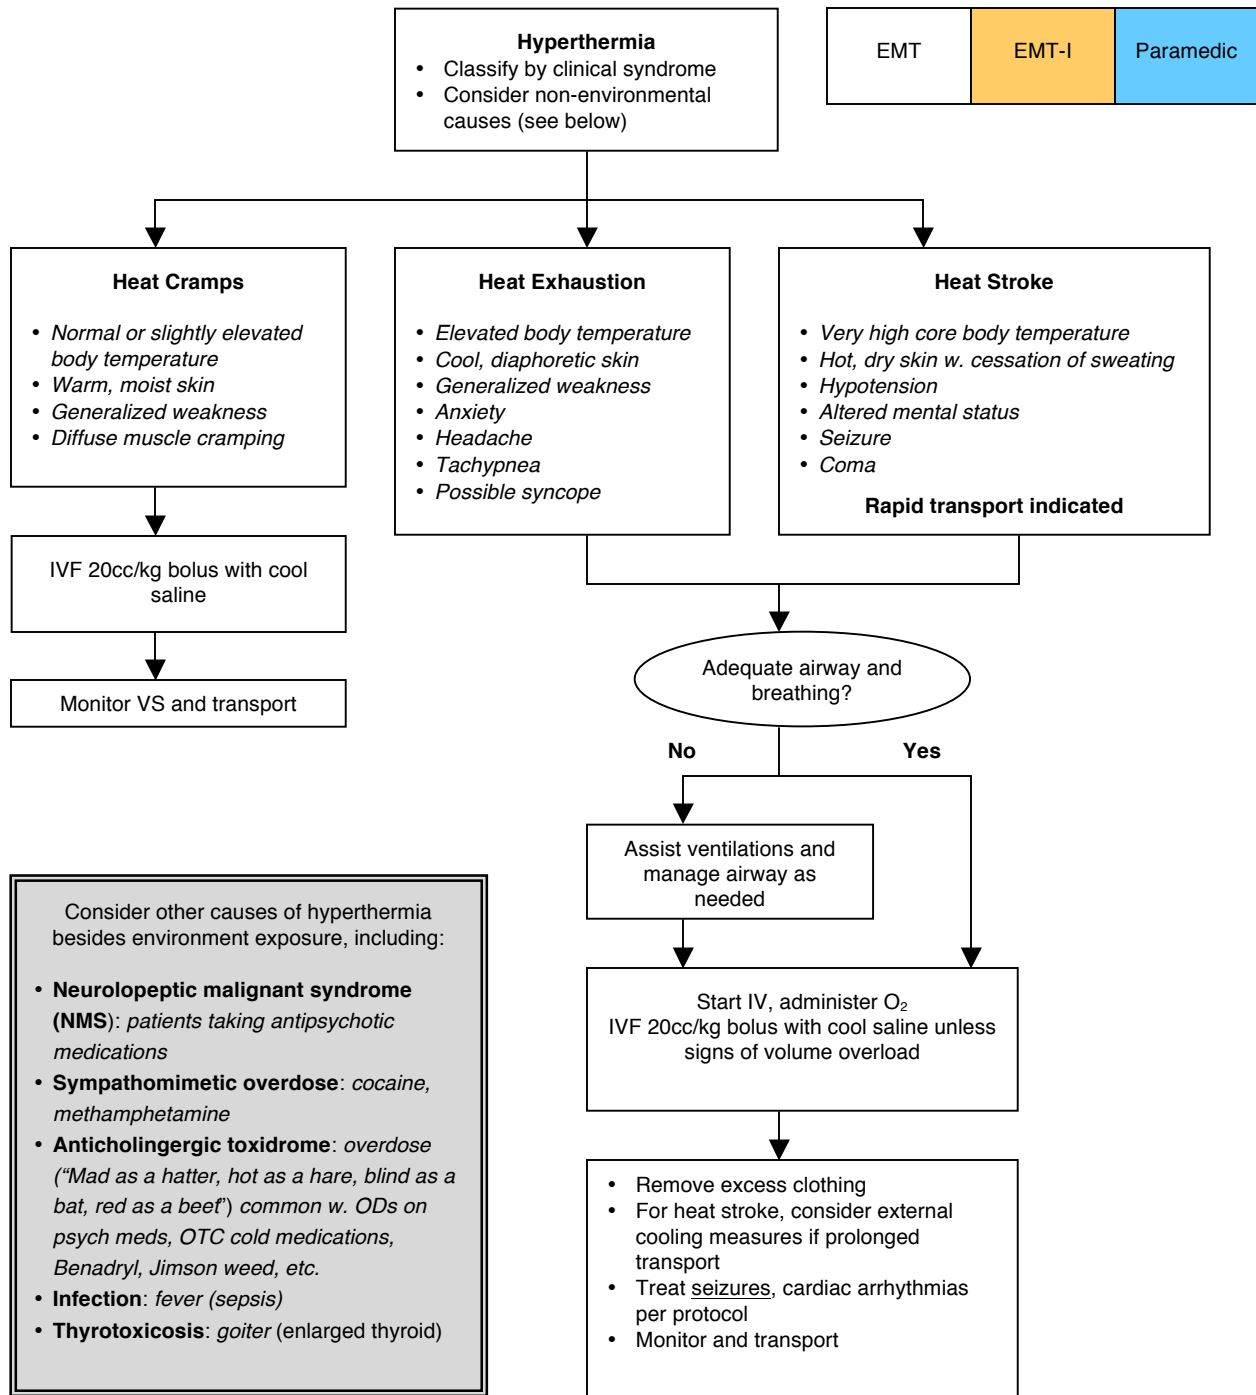 Hyperthermia
• Classify by clinical syndrome
• Consider non-environmental
causes (see below)
EMT
EMT-I
Paramedic
Heat Cramps
• Normal or slightly elevated
body temperature
• Warm, moist skin
• Generalized weakness
• Diffuse muscle cramping
Heat Exhaustion
• Elevated body temperature
• Cool, diaphoretic skin
• Generalized weakness
• Anxiety
• Headache
• Tachypnea
• Possible syncope
Heat Stroke
• Very high core body temperature
• Hot, dry skin w. cessation of sweating
• Hypotension
• Altered mental status
• Seizure
• Coma
Rapid transport indicated
IVF 20cc/kg bolus with cool
saline
Monitor VS and transport
Adequate airway and
breathing?
No
Yes
Assist ventilations and
manage airway as
needed
Start IV, administer O₂
IVF 20cc/kg bolus with cool saline unless
signs of volume overload
• Remove excess clothing
• For heat stroke, consider external
cooling measures if prolonged
transport
• Treat seizures, cardiac arrhythmias
per protocol
• Monitor and transport
Consider other causes of hyperthermia
besides environment exposure, including:
• Neurolopeptic malignant syndrome
(NMS): patients taking antipsychotic
medications
• Sympathomimetic overdose: cocaine,
methamphetamine
• Anticholingergic toxidrome: overdose
(“Mad as a hatter, hot as a hare, blind as a
bat, red as a beef”) common w. ODs on
psych meds, OTC cold medications,
Benadryl, Jimson weed, etc.
• Infection: fever (sepsis)
• Thyrotoxicosis: goiter (enlarged thyroid)